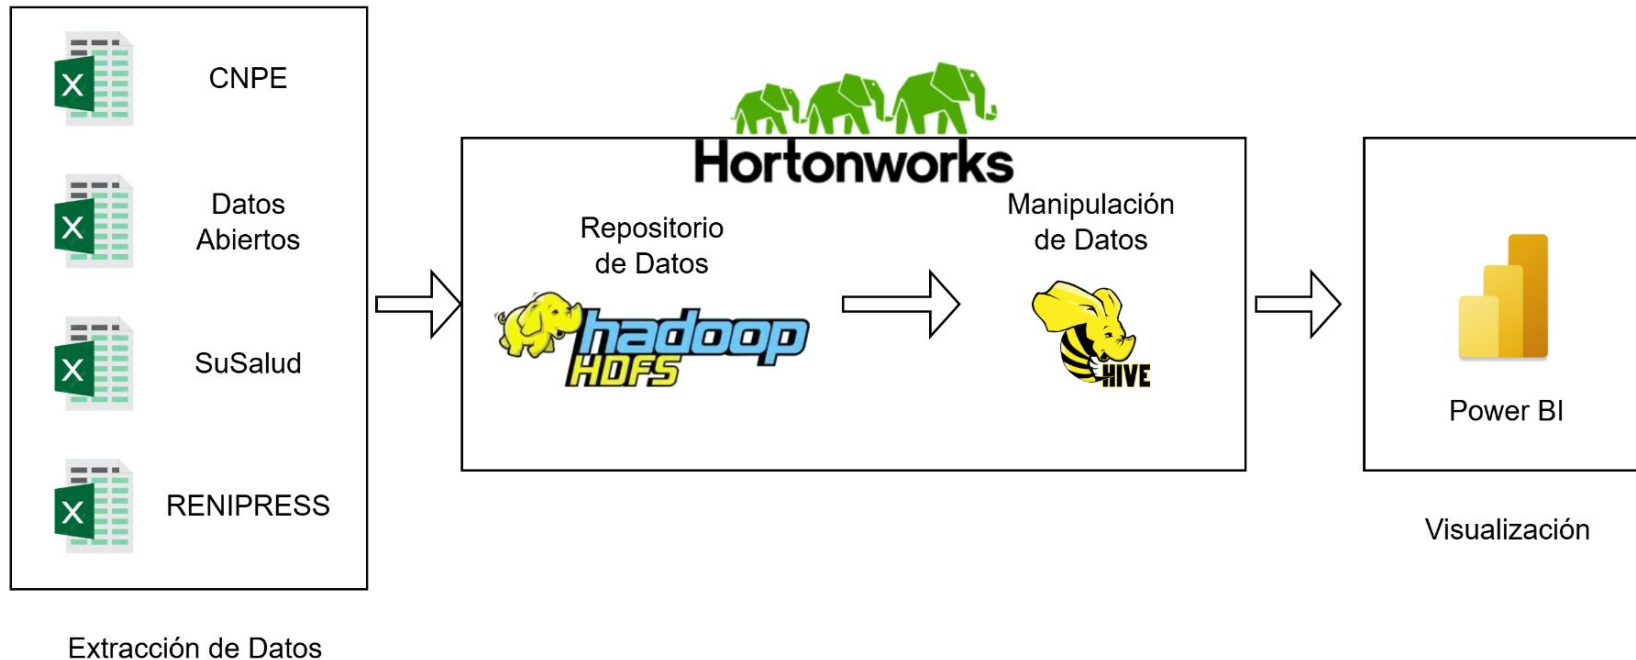 X
CNPE
X
Datos
Abiertos
X
SuSalud
X
RENIPRESS
Extracción de Datos
Hortonworks
Repositorio
de Datos
hadoop
HDFS
Manipulación
de Datos
HIVE
Power BI
Visualización